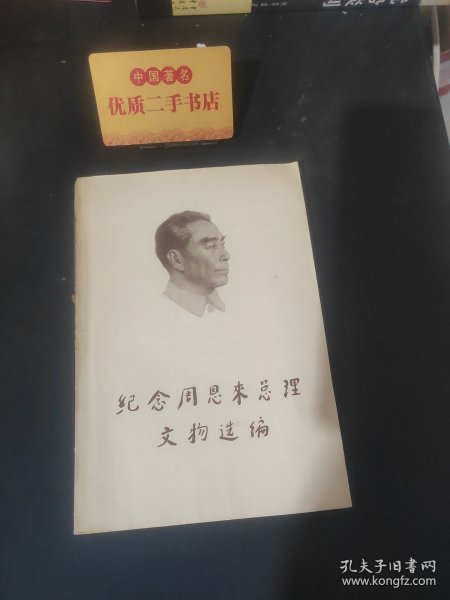 中国著名
优质二手书店
纪念周恩来总理
文物选编
孔夫子旧书网
www.kongfz.com